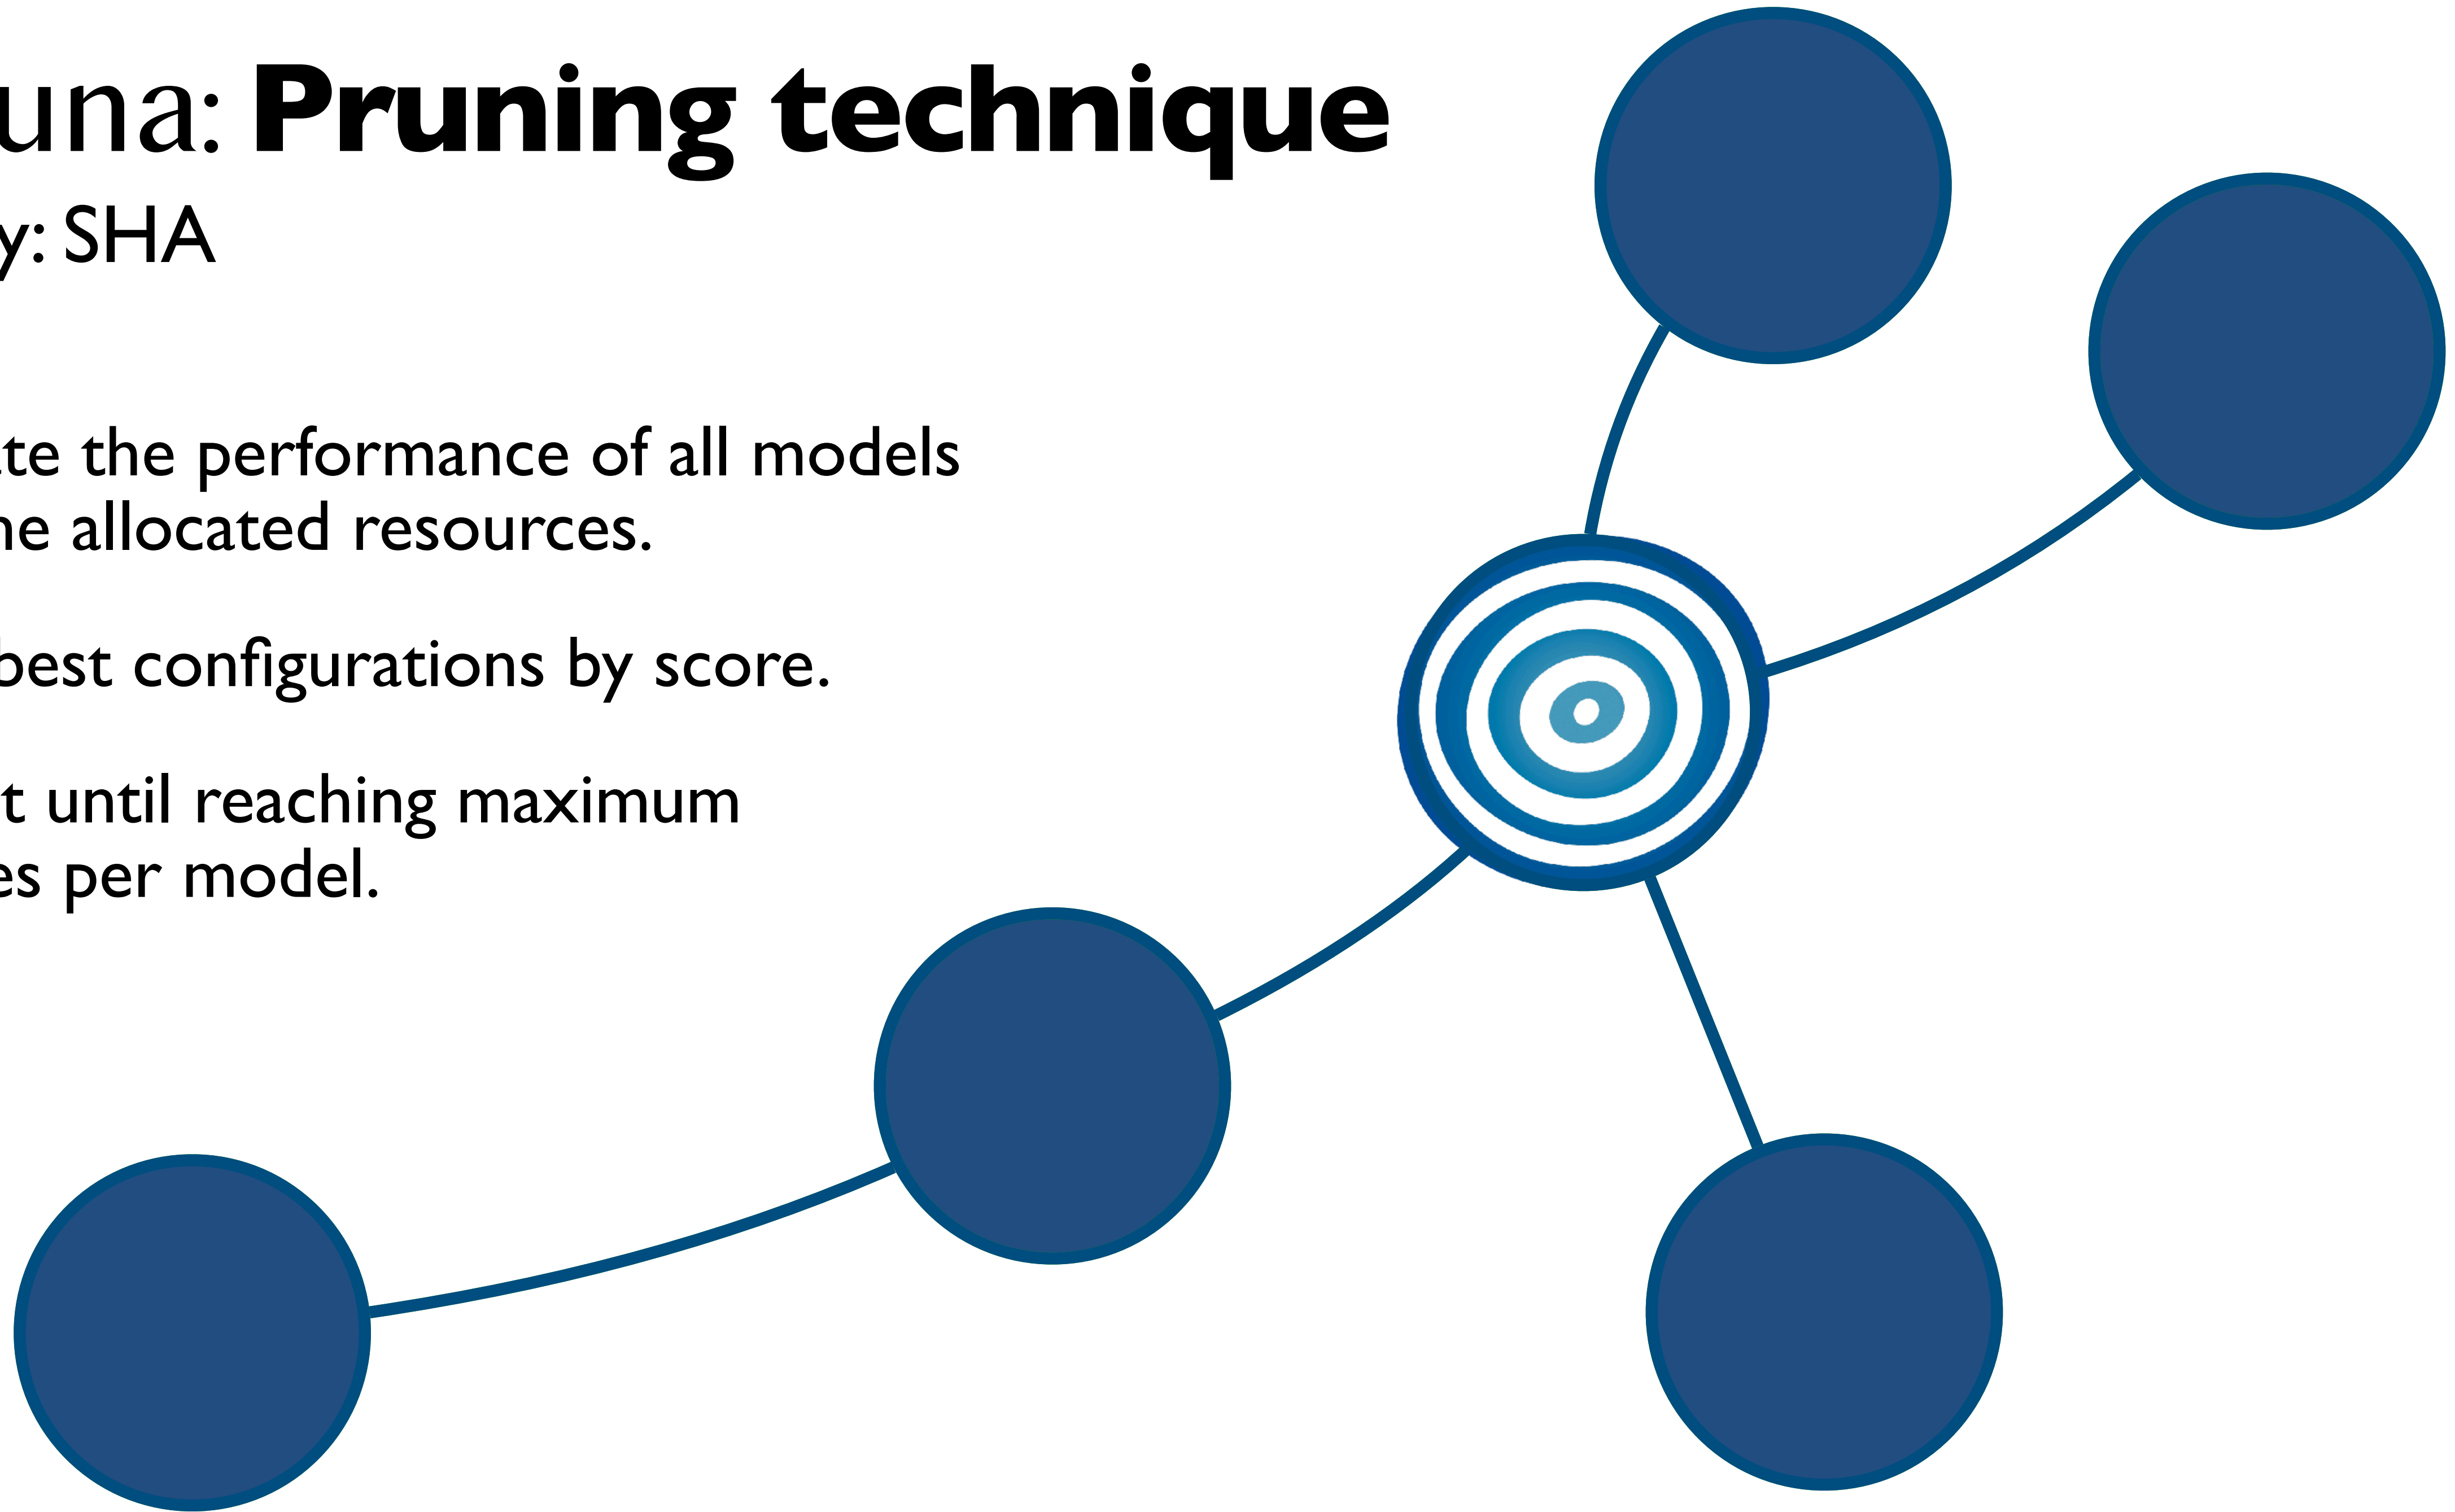 una: Pruning technique
y: SHA
te the performance of all models
ne allocated resources.
best configurations by score.
t until reaching maximum
es per model.